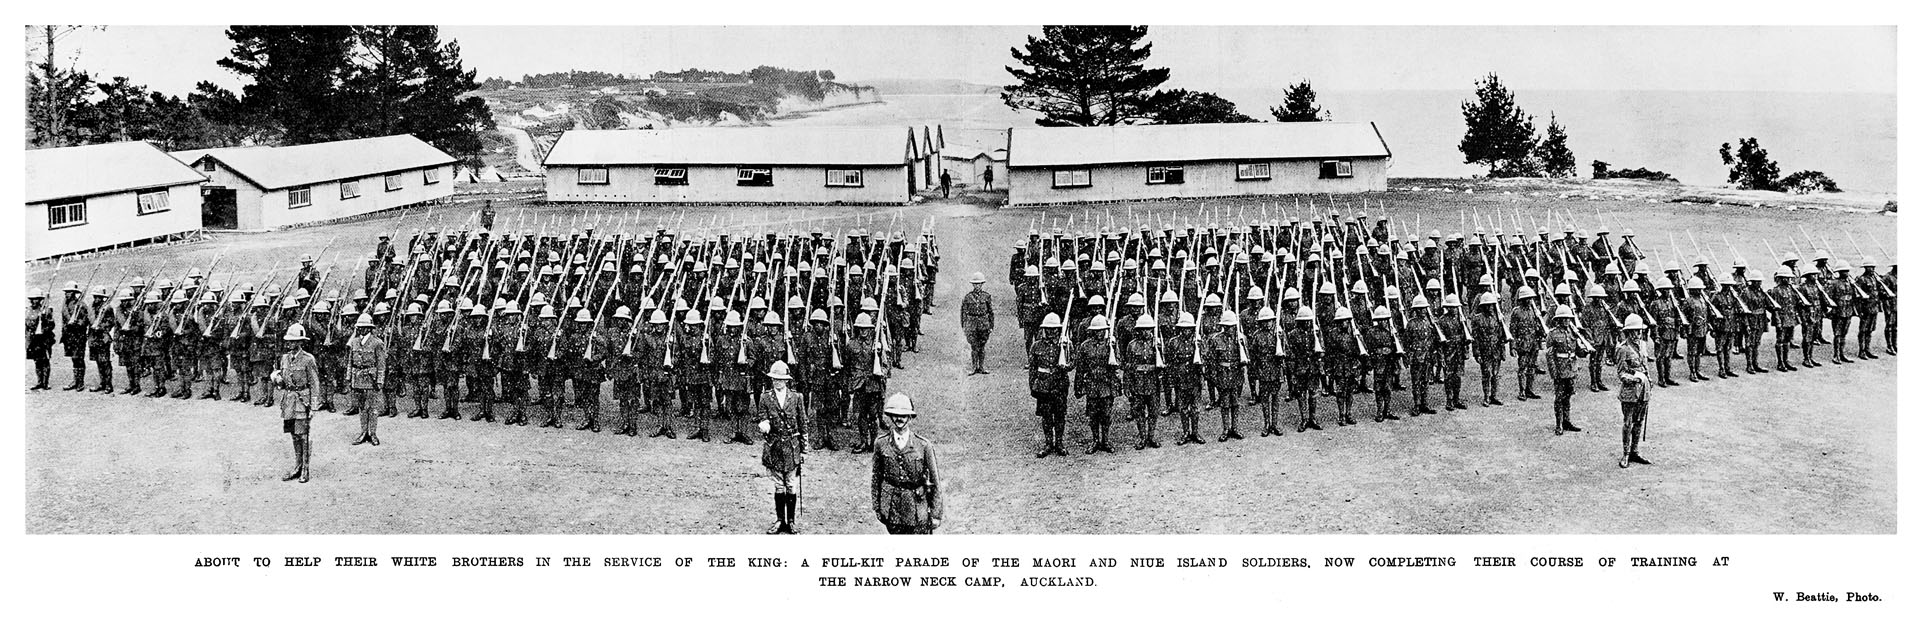 ABOUT TO HELP THEIR WHITE BROTHERS IN THE SERVICE OF THE KING: A FULL-KIT PARADE OF THE MAORI AND NIUE ISLAND SOLDIERS, NOW COMPLETING THEIR COURSE OF TRAINING AT
THE NARROW NECK CAMP, AUCKLAND.
W. Beattie, Photo.